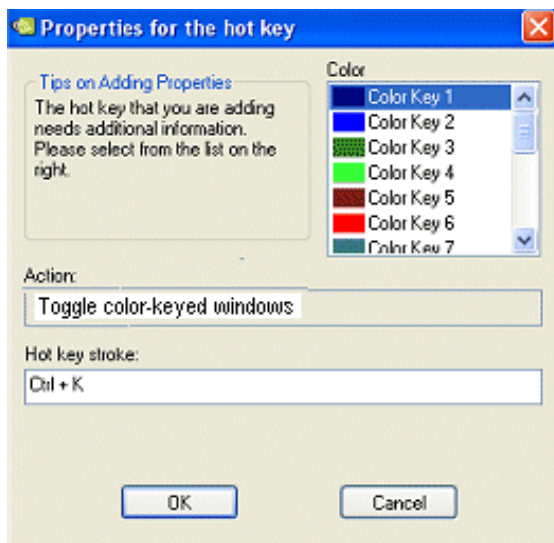 Properties for the hot key
Tips on Adding Properties
The hot key that you are adding
needs additional information.
Please select from the list on the
right.
Color
Color Key 1
Color Key 2
Color Key 3
Color Key 4
Color Key 5
Color Key 6
Color Key 7
Action:
Toggle color-keyed windows
Hot key stroke:
Ctrl + K
OK
Cancel